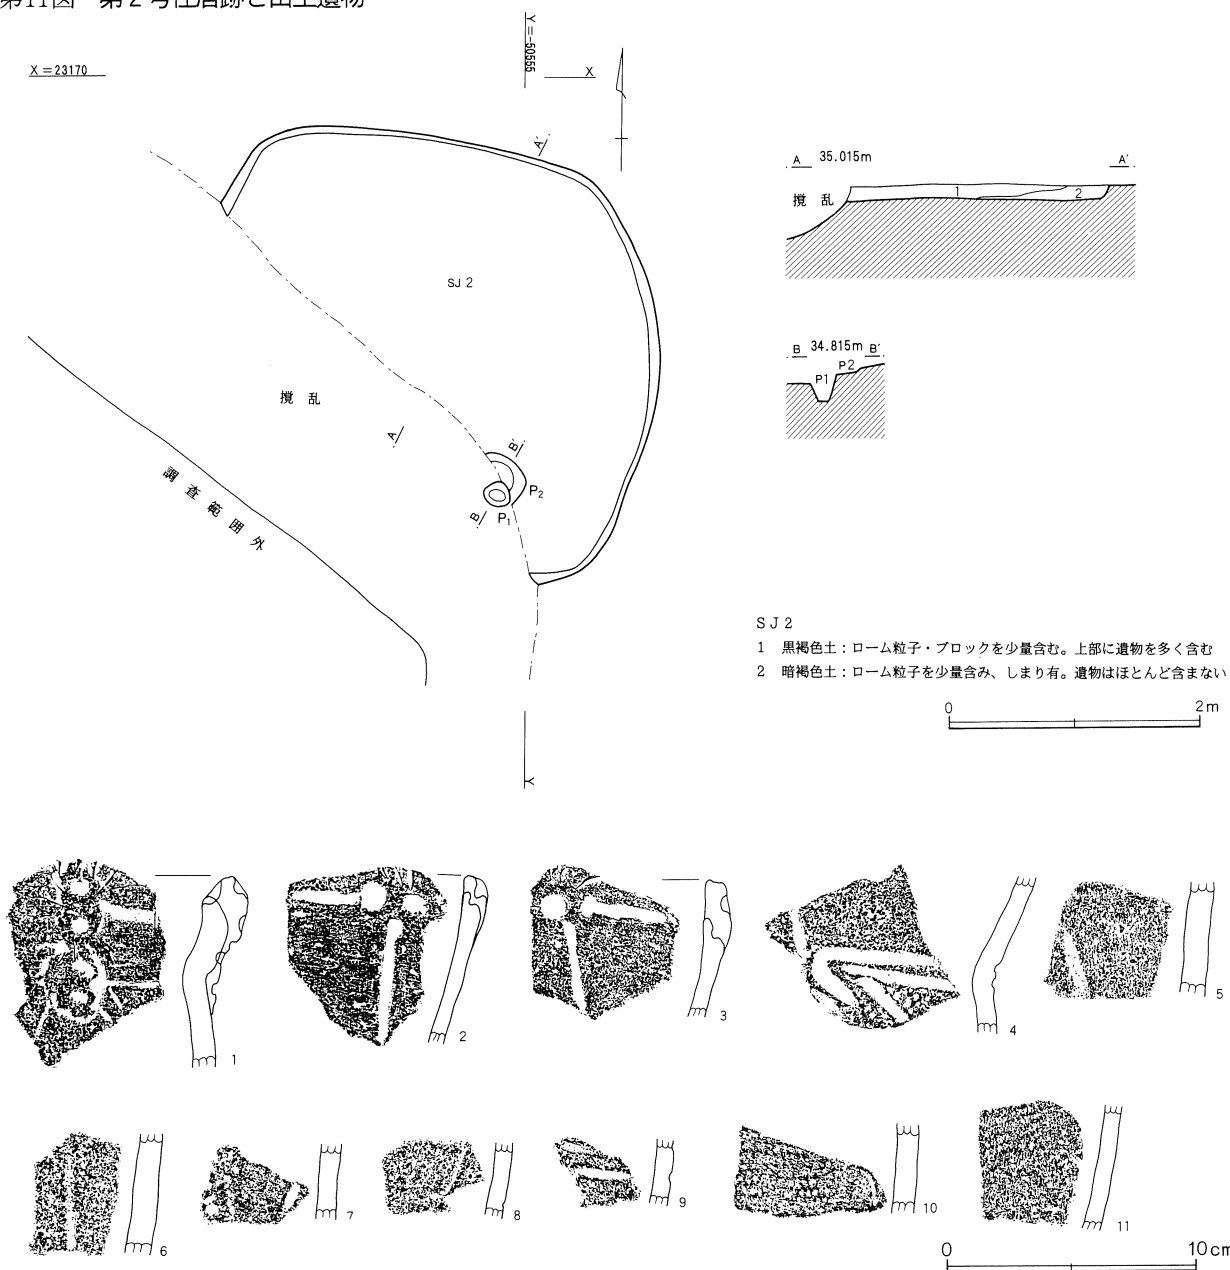 第11図 第2号住居跡と出土遺物
X=23170
Y=-50555
X
A′
A 35.015m A′
撹乱 1 2
SJ 2
B 34.815m B′
P1 P2
撹乱
A
B′
P2
B
P1
調査範囲外
SJ2
1 黒褐色土：ローム粒子・ブロックを少量含む。上部に遺物を多く含む
2 暗褐色土：ローム粒子を少量含み、しまり有。遺物はほとんど含まない
0 2m
Y
1
2
3
4
5
6
7
8
9
10
11
0 10cm